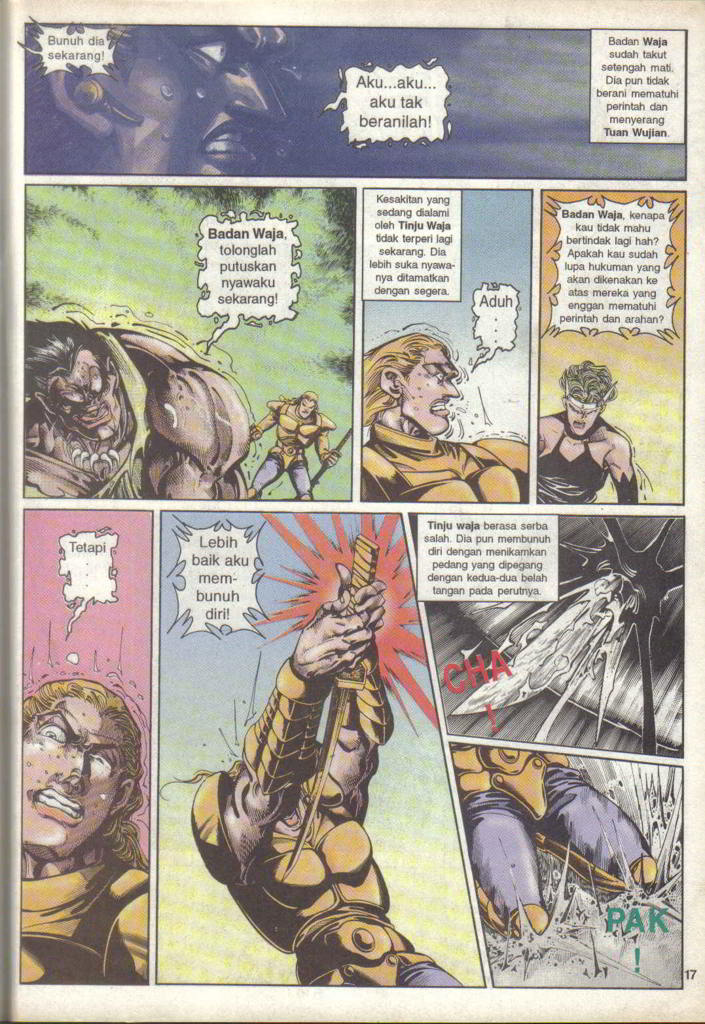 Bunuh dia
sekarang!
Aku...aku...
aku tak
beranilah!
Badan Waja
sudah takut
setengah mati.
Dia pun tidak
berani mematuhi
perintah dan
menyerang
Tuan Wujian.
Badan Waja,
tolonglah
putuskan
nyawaku
sekarang!
Kesakitan yang
sedang dialami
oleh Tinju Waja
tidak terperi lagi
sekarang. Dia
lebih suka nyawa-
nya ditamatkan
dengan segera.
Aduh
. . .
. . .
Badan Waja, kenapa
kau tidak mahu
bertindak lagi hah?
Apakah kau sudah
lupa hukuman yang
akan dikenakan ke
atas mereka yang
enggan mematuhi
perintah dan arahan?
Tetapi
. . .
. . .
Lebih
baik aku
mem-
bunuh
diri!
Tinju waja berasa serba
salah. Dia pun membunuh
diri dengan menikamkan
pedang yang dipegang
dengan kedua-dua belah
tangan pada perutnya.
CHA
!
PAK
!
17